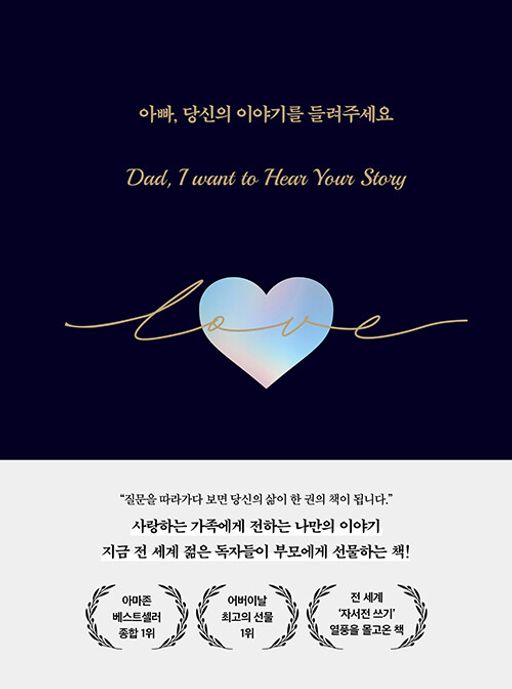 아빠, 당신의 이야기를 들려주세요
Dad, I want to Hear Your Story
love
“질문을 따라가다 보면 당신의 삶이 한 권의 책이 됩니다.”
사랑하는 가족에게 전하는 나만의 이야기
지금 전 세계 젊은 독자들이 부모에게 선물하는 책!
아마존
베스트셀러
종합 1위
어버이날
최고의 선물
1위
전 세계
‘자서전 쓰기’
열풍을 몰고온 책